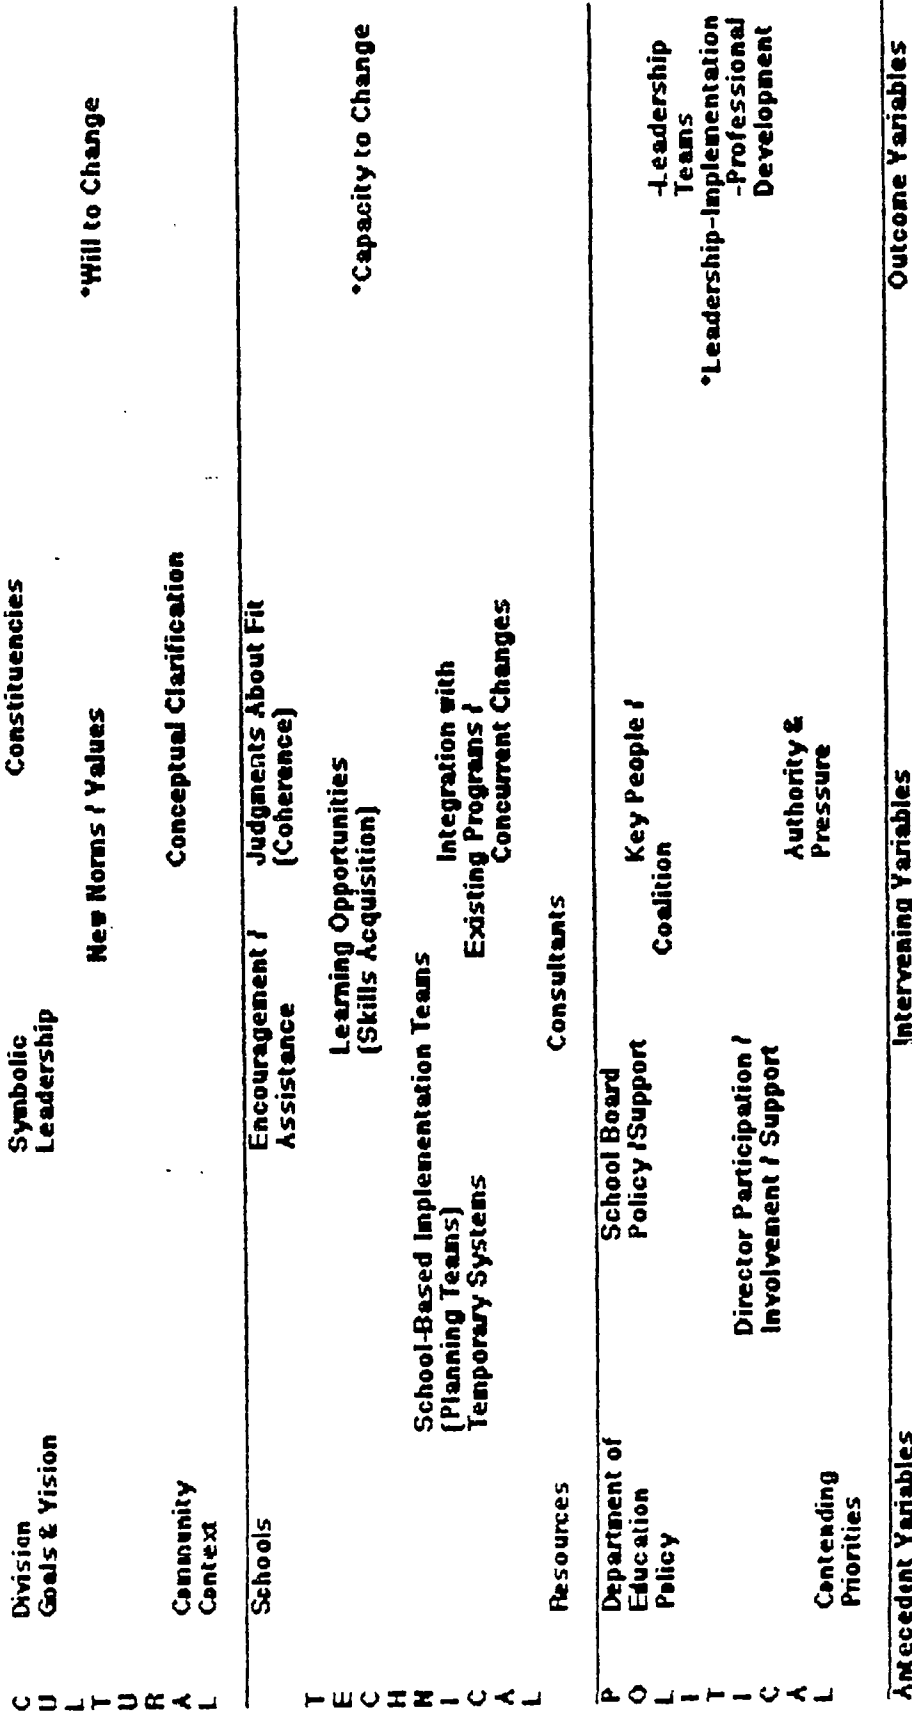 CULTURAL
Division
Goals & Vision
Community
Context
Symbolic
Leadership
New Norms / Values
Constituencies
Conceptual Clarification
*Will to Change
TECHNICAL
Schools
Resources
Encouragement /
Assistance
Judgments About Fit
(Coherence)
Learning Opportunities
(Skills Acquisition)
School-Based Implementation Teams
(Planning Teams)
Temporary Systems
Integration with
Existing Programs /
Concurrent Changes
Consultants
*Capacity to Change
POLITICAL
Department of
Education
Policy
Contending
Priorities
School Board
Policy /Support
Director Participation /
Involvement / Support
Key People /
Coalition
Authority &
Pressure
-Leadership
Teams
*Leadership-Implementation
-Professional
Development
Antecedent Variables
Intervening Variables
Outcome Variables